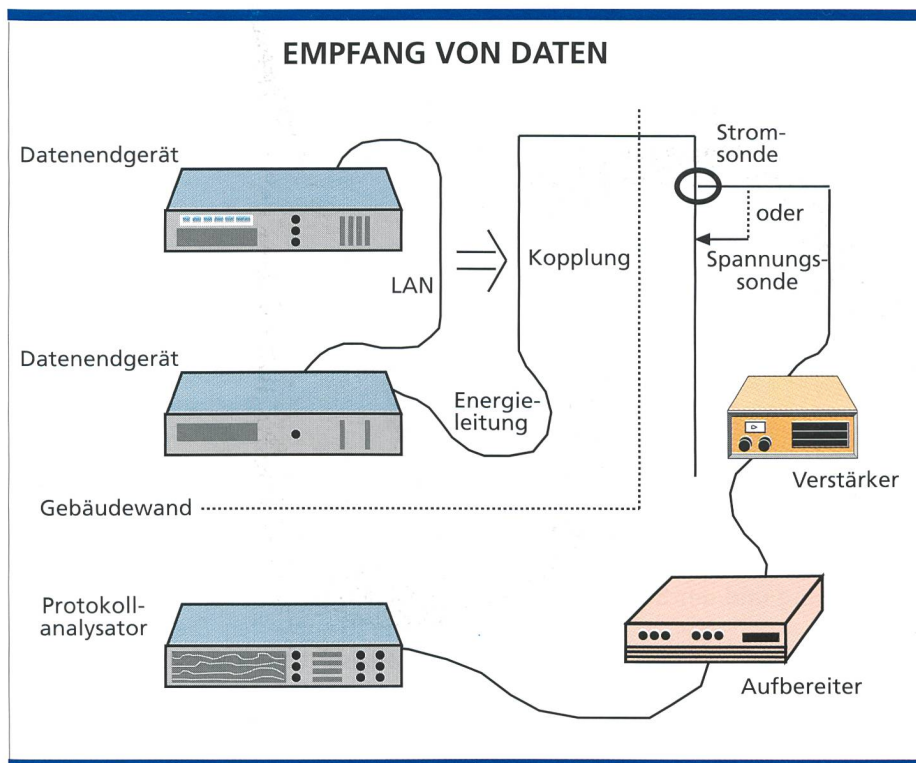 EMPFANG VON DATEN
Datenendgerät
Strom-
sonde
oder
Spannungs-
sonde
Kopplung
LAN
Datenendgerät
Energie-
leitung
Verstärker
Gebäudewand
Protokoll-
analysator
Aufbereiter